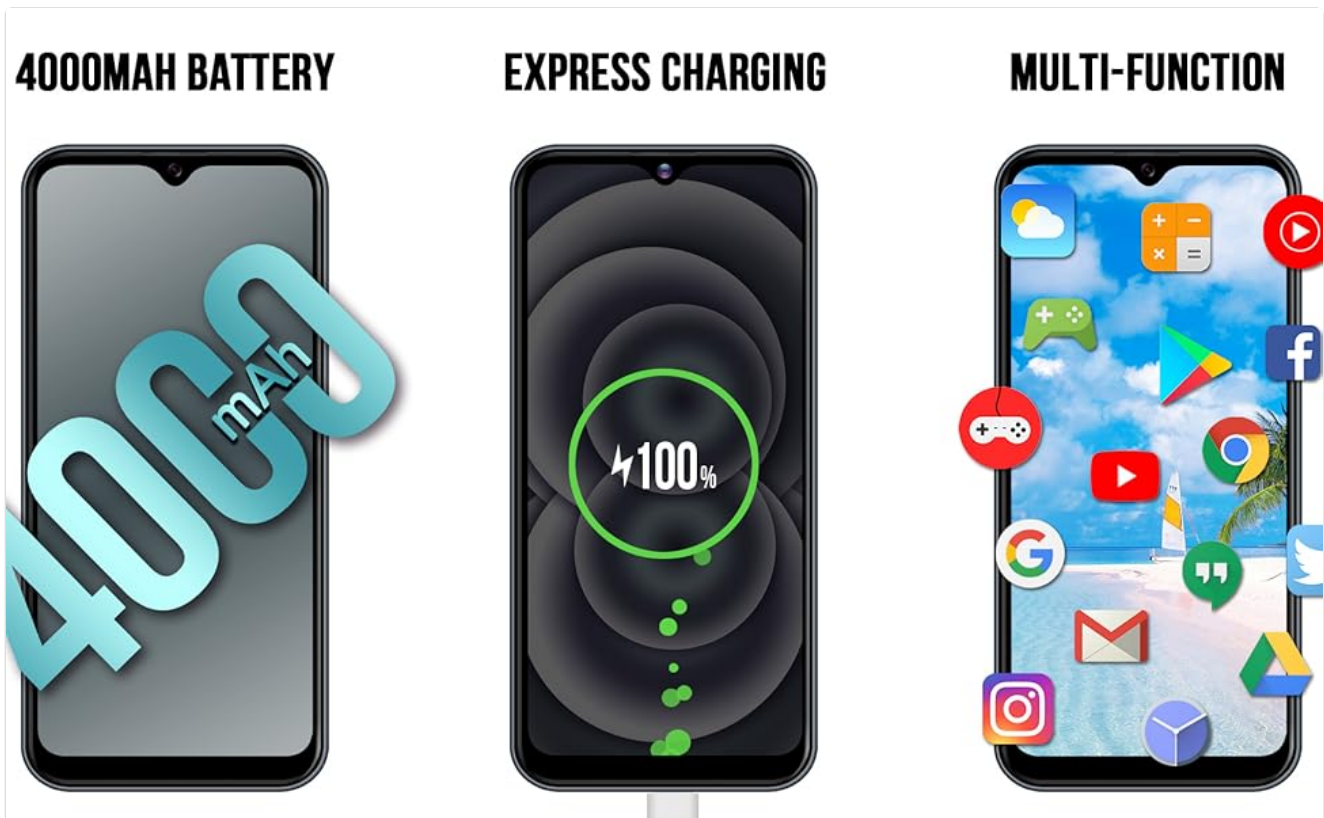 4000MAH BATTERY
EXPRESS CHARGING
MULTI-FUNCTION
4000
mAh
100%